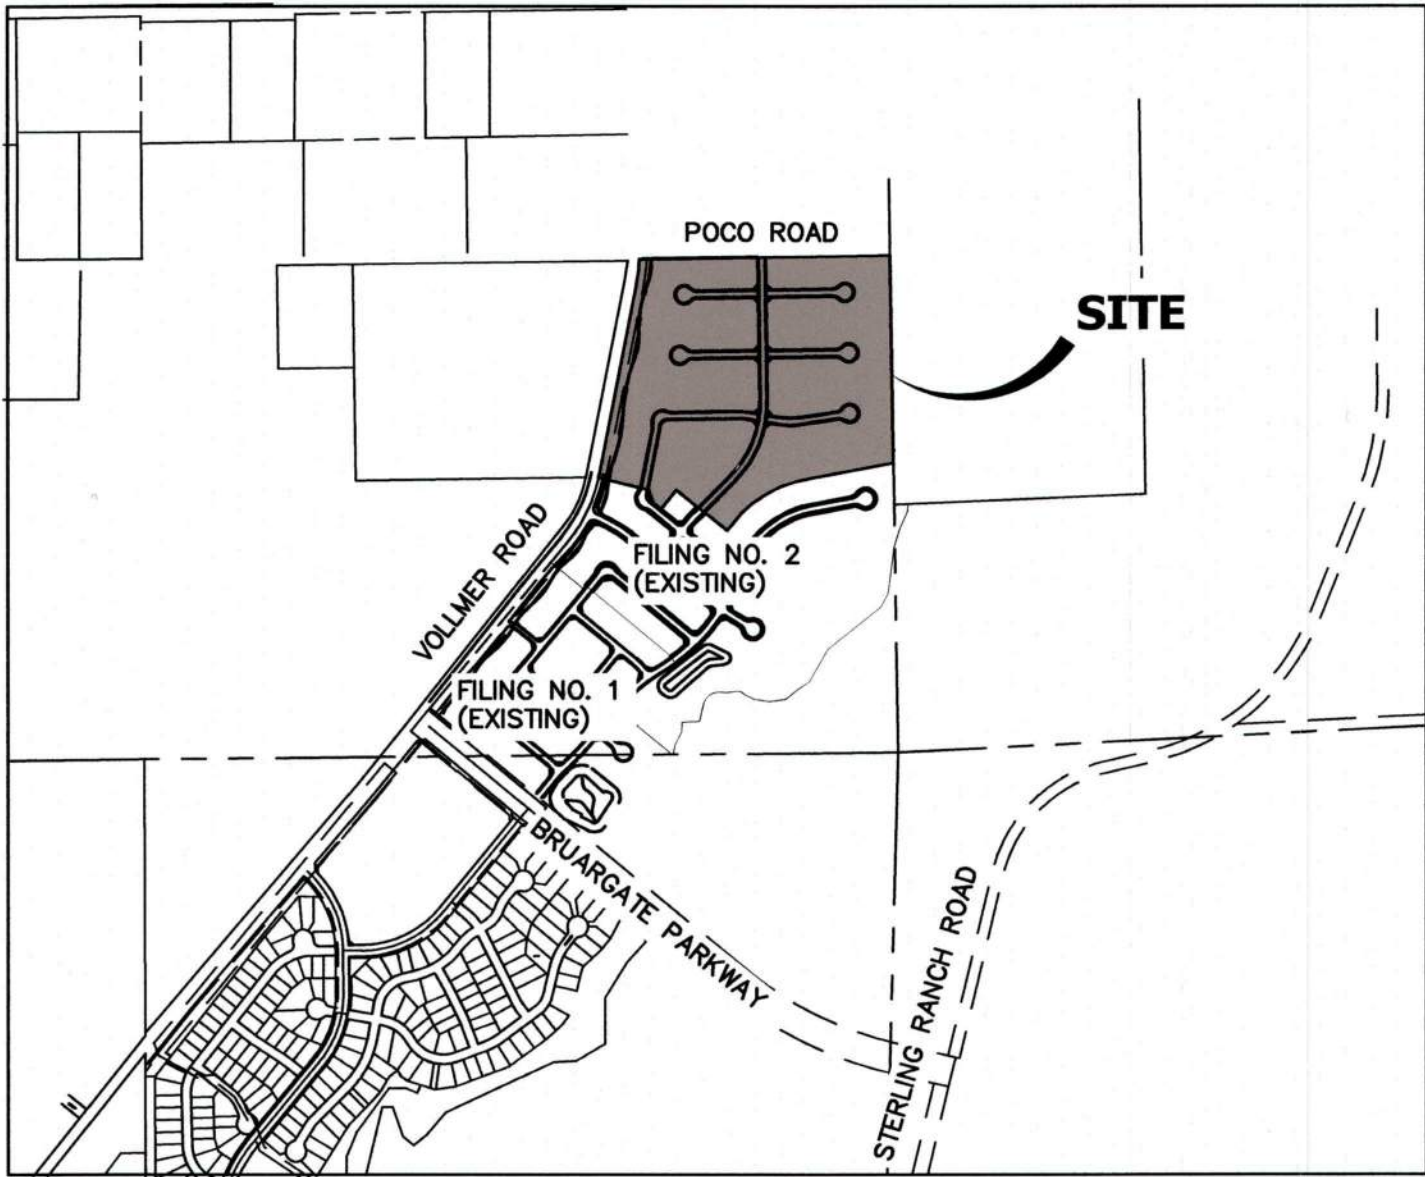 POCO ROAD
SITE
VOLLMER ROAD
FILING NO. 2
(EXISTING)
FILING NO. 1
(EXISTING)
BRUARGATE PARKWAY
STERLING RANCH ROAD